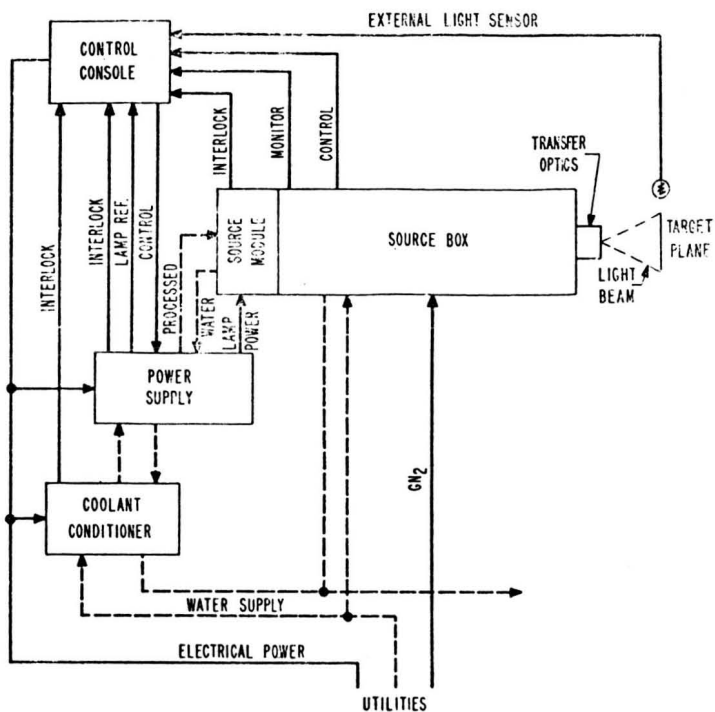 EXTERNAL LIGHT SENSOR
CONTROL
CONSOLE
INTERLOCK
MONITOR
CONTROL
TRANSFER
OPTICS
INTERLOCK
INTERLOCK
LAMP REF.
CONTROL
PROCESSED
WATER
LAMP
POWER
SOURCE
MODULE
SOURCE BOX
TARGET
PLANE
LIGHT
BEAM
POWER
SUPPLY
GN2
COOLANT
CONDITIONER
WATER SUPPLY
ELECTRICAL POWER
UTILITIES